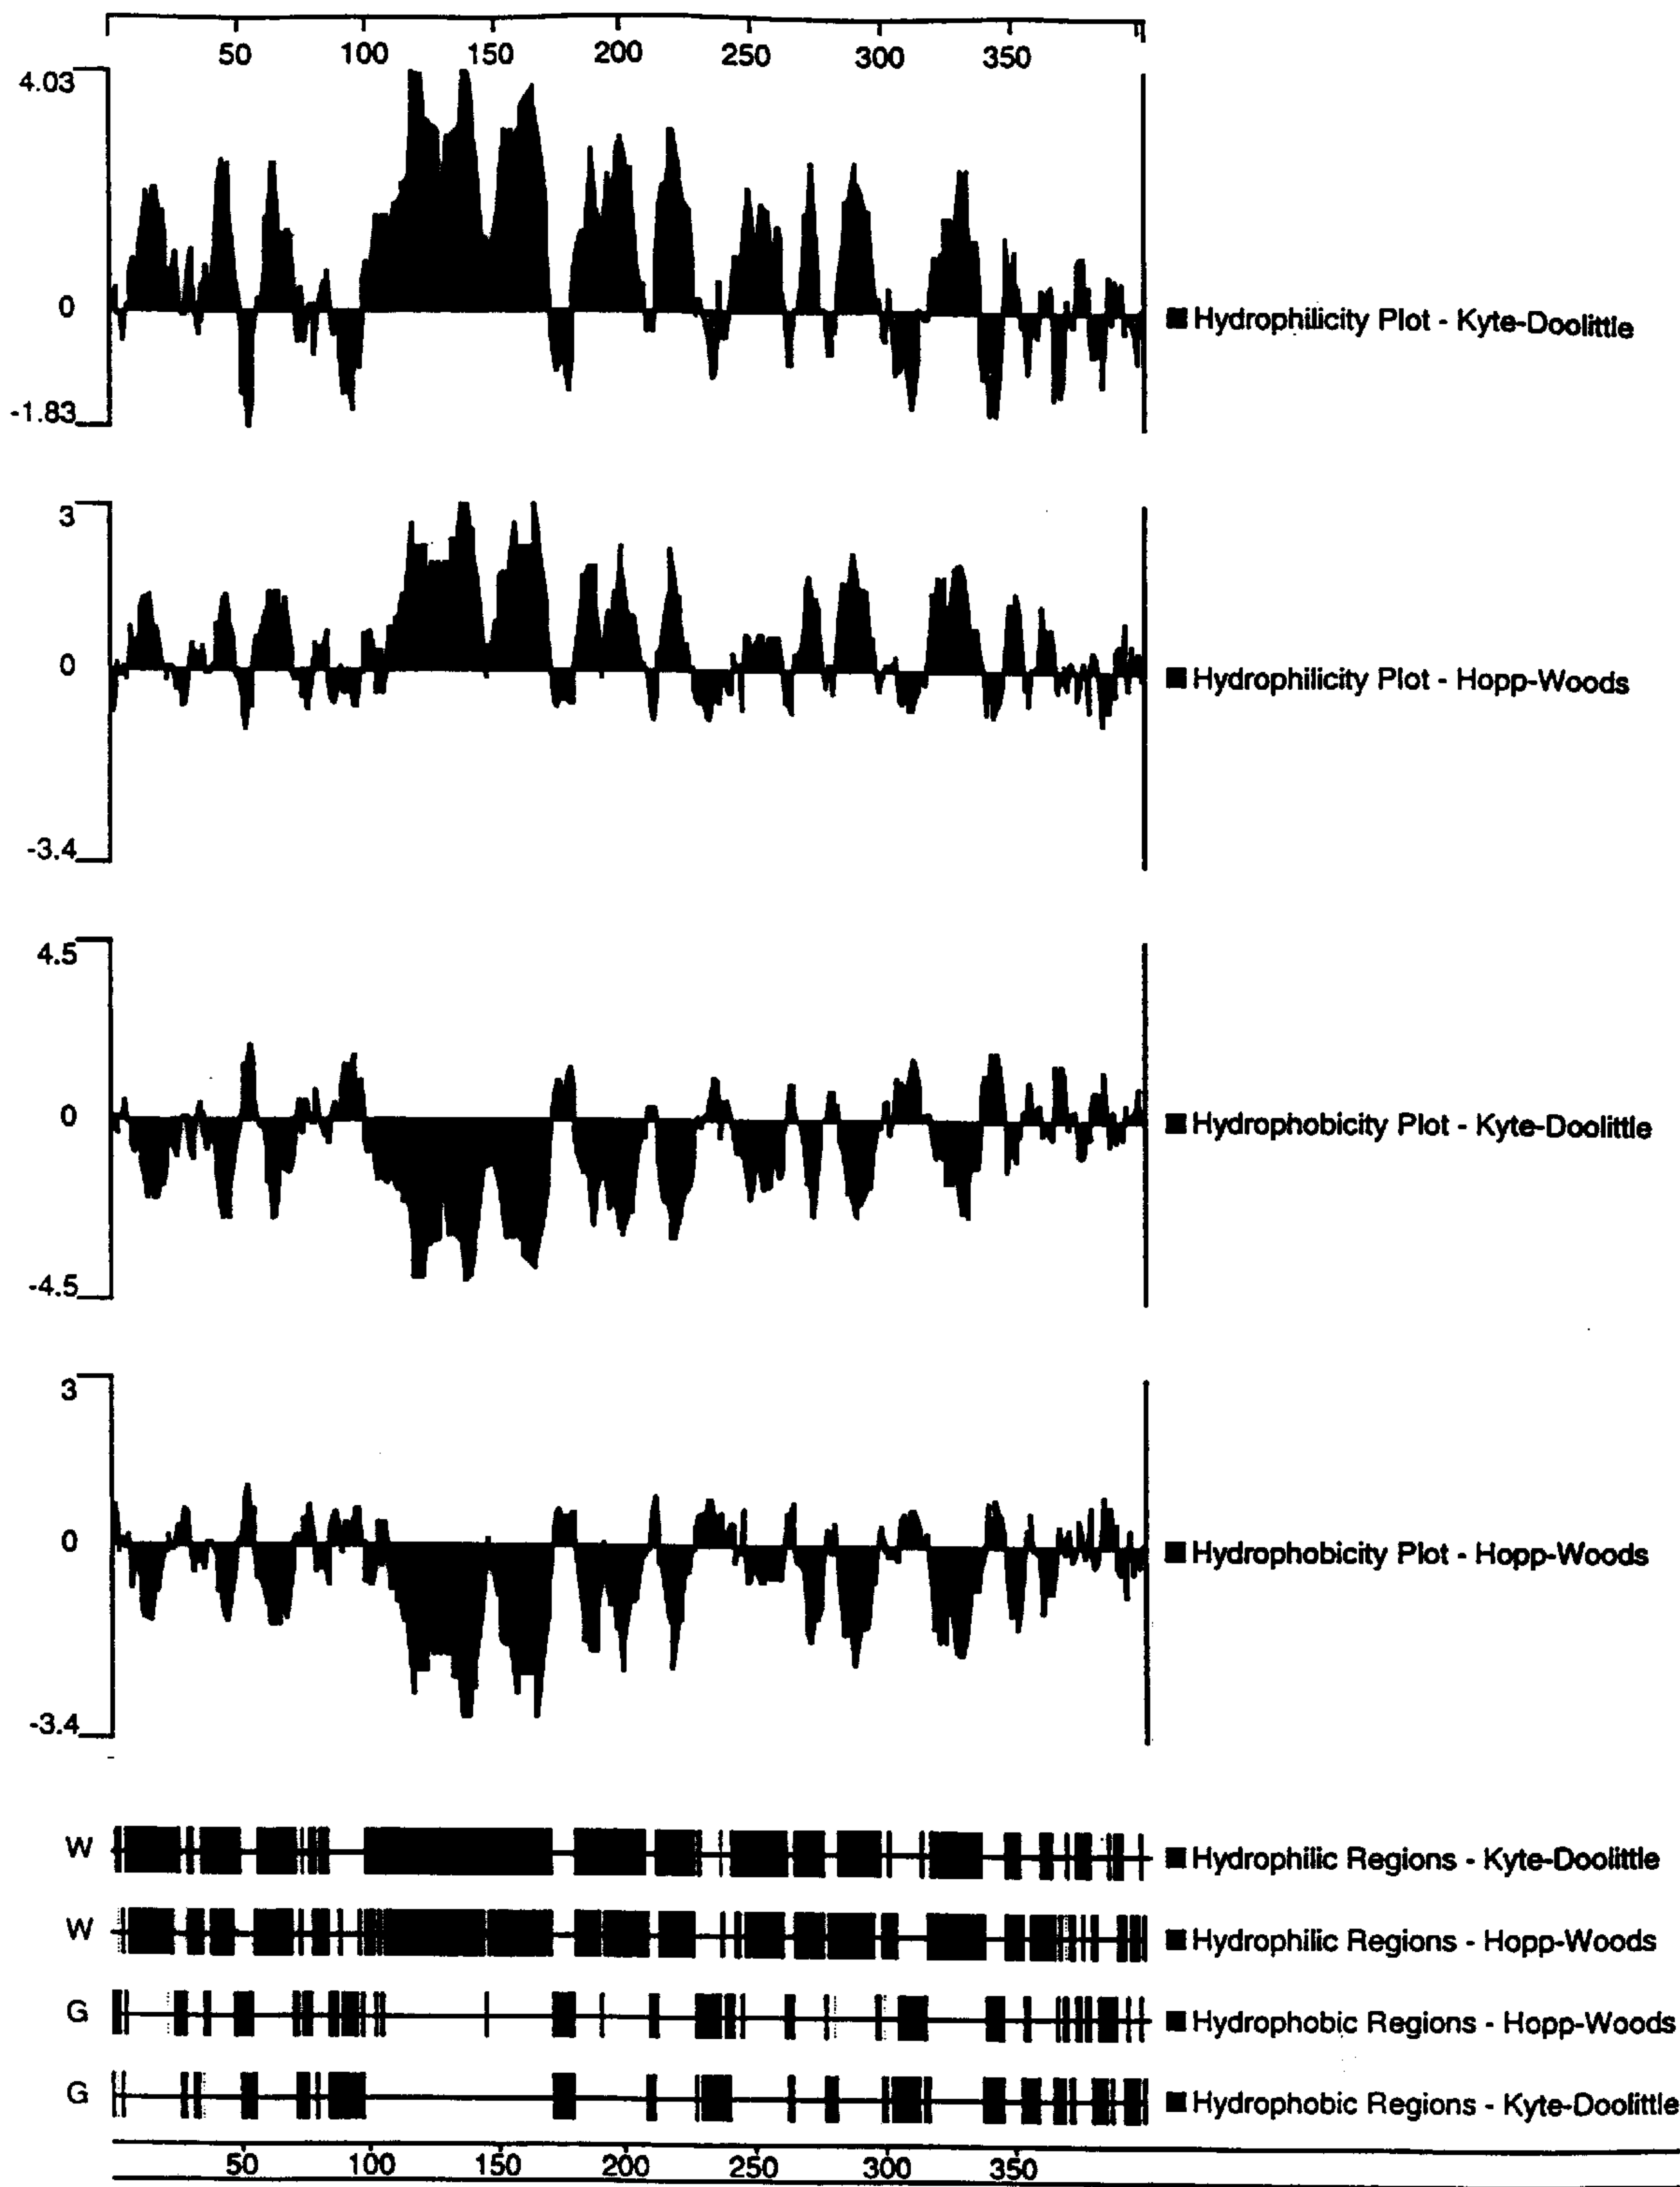 50 100 150 200 250 300 350
4.03
0
-1.83
Hydrophilicity Plot - Kyte-Doolittle
3
0
-3.4
Hydrophilicity Plot - Hopp-Woods
4.5
0
-4.5
Hydrophobicity Plot - Kyte-Doolittle
3
0
-3.4
Hydrophobicity Plot - Hopp-Woods
W Hydrophilic Regions - Kyte-Doolittle
W Hydrophilic Regions - Hopp-Woods
G Hydrophobic Regions - Hopp-Woods
G Hydrophobic Regions - Kyte-Doolittle
50 100 150 200 250 300 350